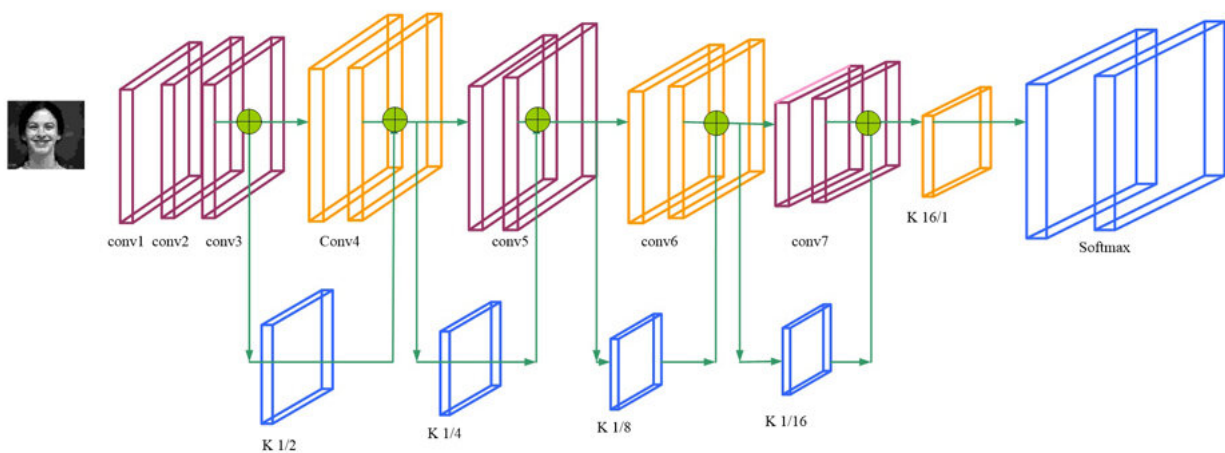 conv1
conv2
conv3
Conv4
conv5
conv6
conv7
K 16/1
Softmax
K 1/2
K 1/4
K 1/8
K 1/16